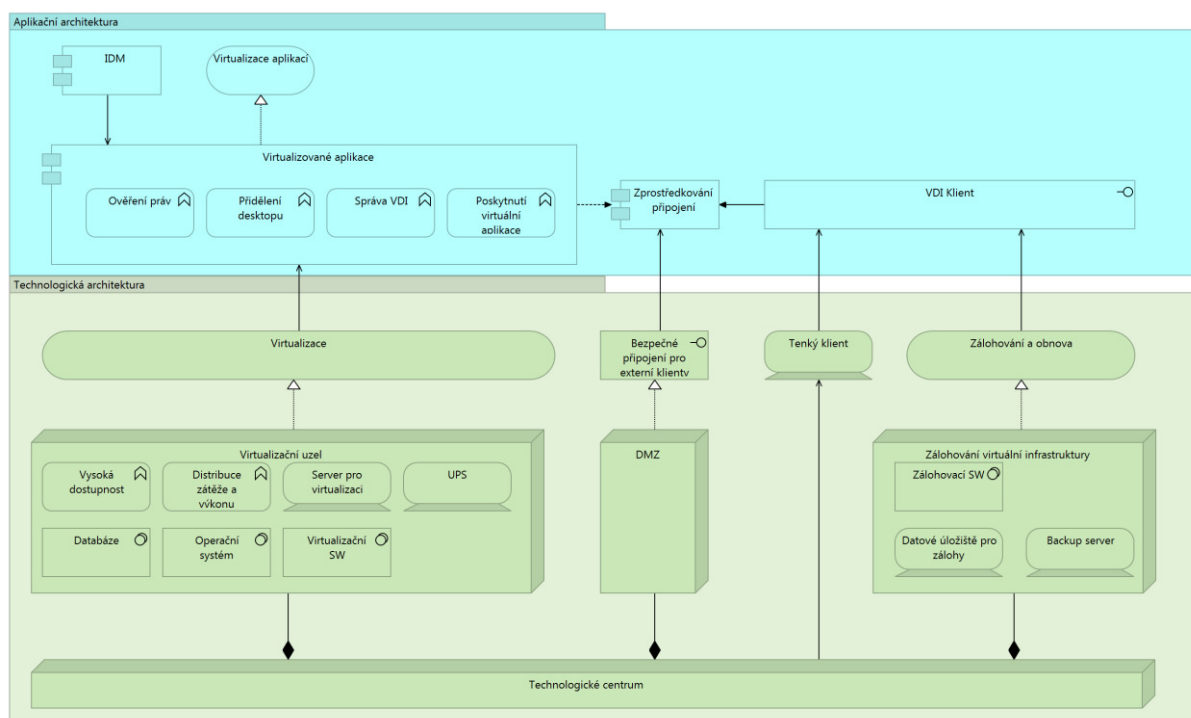 Aplikační architektura
IDM
Virtualizace aplikací
Virtualizované aplikace
Ověření práv
Přidělení
desktopu
Správa VDI
Poskytnutí
virtuální
aplikace
Zprostředkování
připojení
VDI Klient
Technologická architektura
Virtualizace
Bezpečné
připojení pro
externí klienty
Tenký klient
Zálohování a obnova
Virtualizační uzel
Vysoká
dostupnost
Distribuce
zátěže a
výkonu
Server pro
virtualizaci
UPS
Databáze
Operační
systém
Virtualizační
SW
DMZ
Zálohování virtuální infrastruktury
Zálohovací SW
Datové úložiště pro
zálohy
Backup server
Technologické centrum